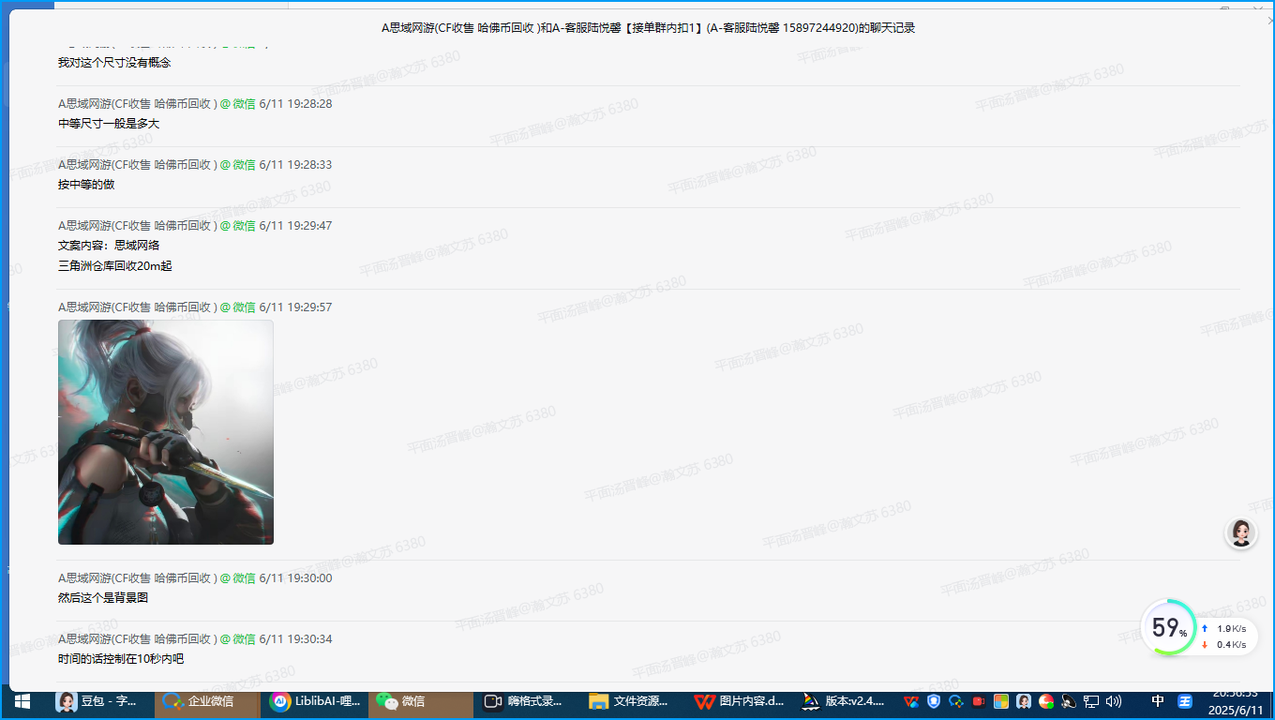 A思域网游(CF收售 哈佛币回收 )和A-客服陆悦馨【接单群内扣1】(A-客服陆悦馨 15897244920)的聊天记录
我对这个尺寸没有概念
A思域网游(CF收售 哈佛币回收 ) @ 微信 6/11 19:28:28
中等尺寸一般是多大
A思域网游(CF收售 哈佛币回收 ) @ 微信 6/11 19:28:33
按中等的做
A思域网游(CF收售 哈佛币回收 ) @ 微信 6/11 19:29:47
文案内容：思域网络
三角洲仓库回收20m起
A思域网游(CF收售 哈佛币回收 ) @ 微信 6/11 19:29:57
A思域网游(CF收售 哈佛币回收 ) @ 微信 6/11 19:30:00
然后这个是背景图
A思域网游(CF收售 哈佛币回收 ) @ 微信 6/11 19:30:34
时间的话控制在10秒内吧
平面汤晋峰@瀚文苏 6380
59%
1.9K/s
0.4K/s
豆包 - 字...
企业微信
LiblibAI-哩...
微信
嗨格式录...
文件资源...
图片内容.d...
版本:v2.4....
中
20:56:53
2025/6/11